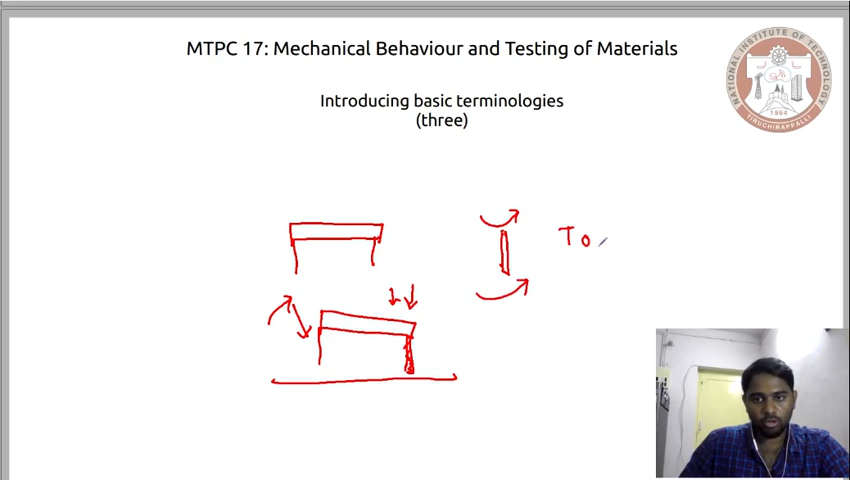 MTPC 17: Mechanical Behaviour and Testing of Materials
NATIONAL INSTITUTE OF TECHNOLOGY
1964
TIRUCHIRAPPALLI
Introducing basic terminologies
(three)
To